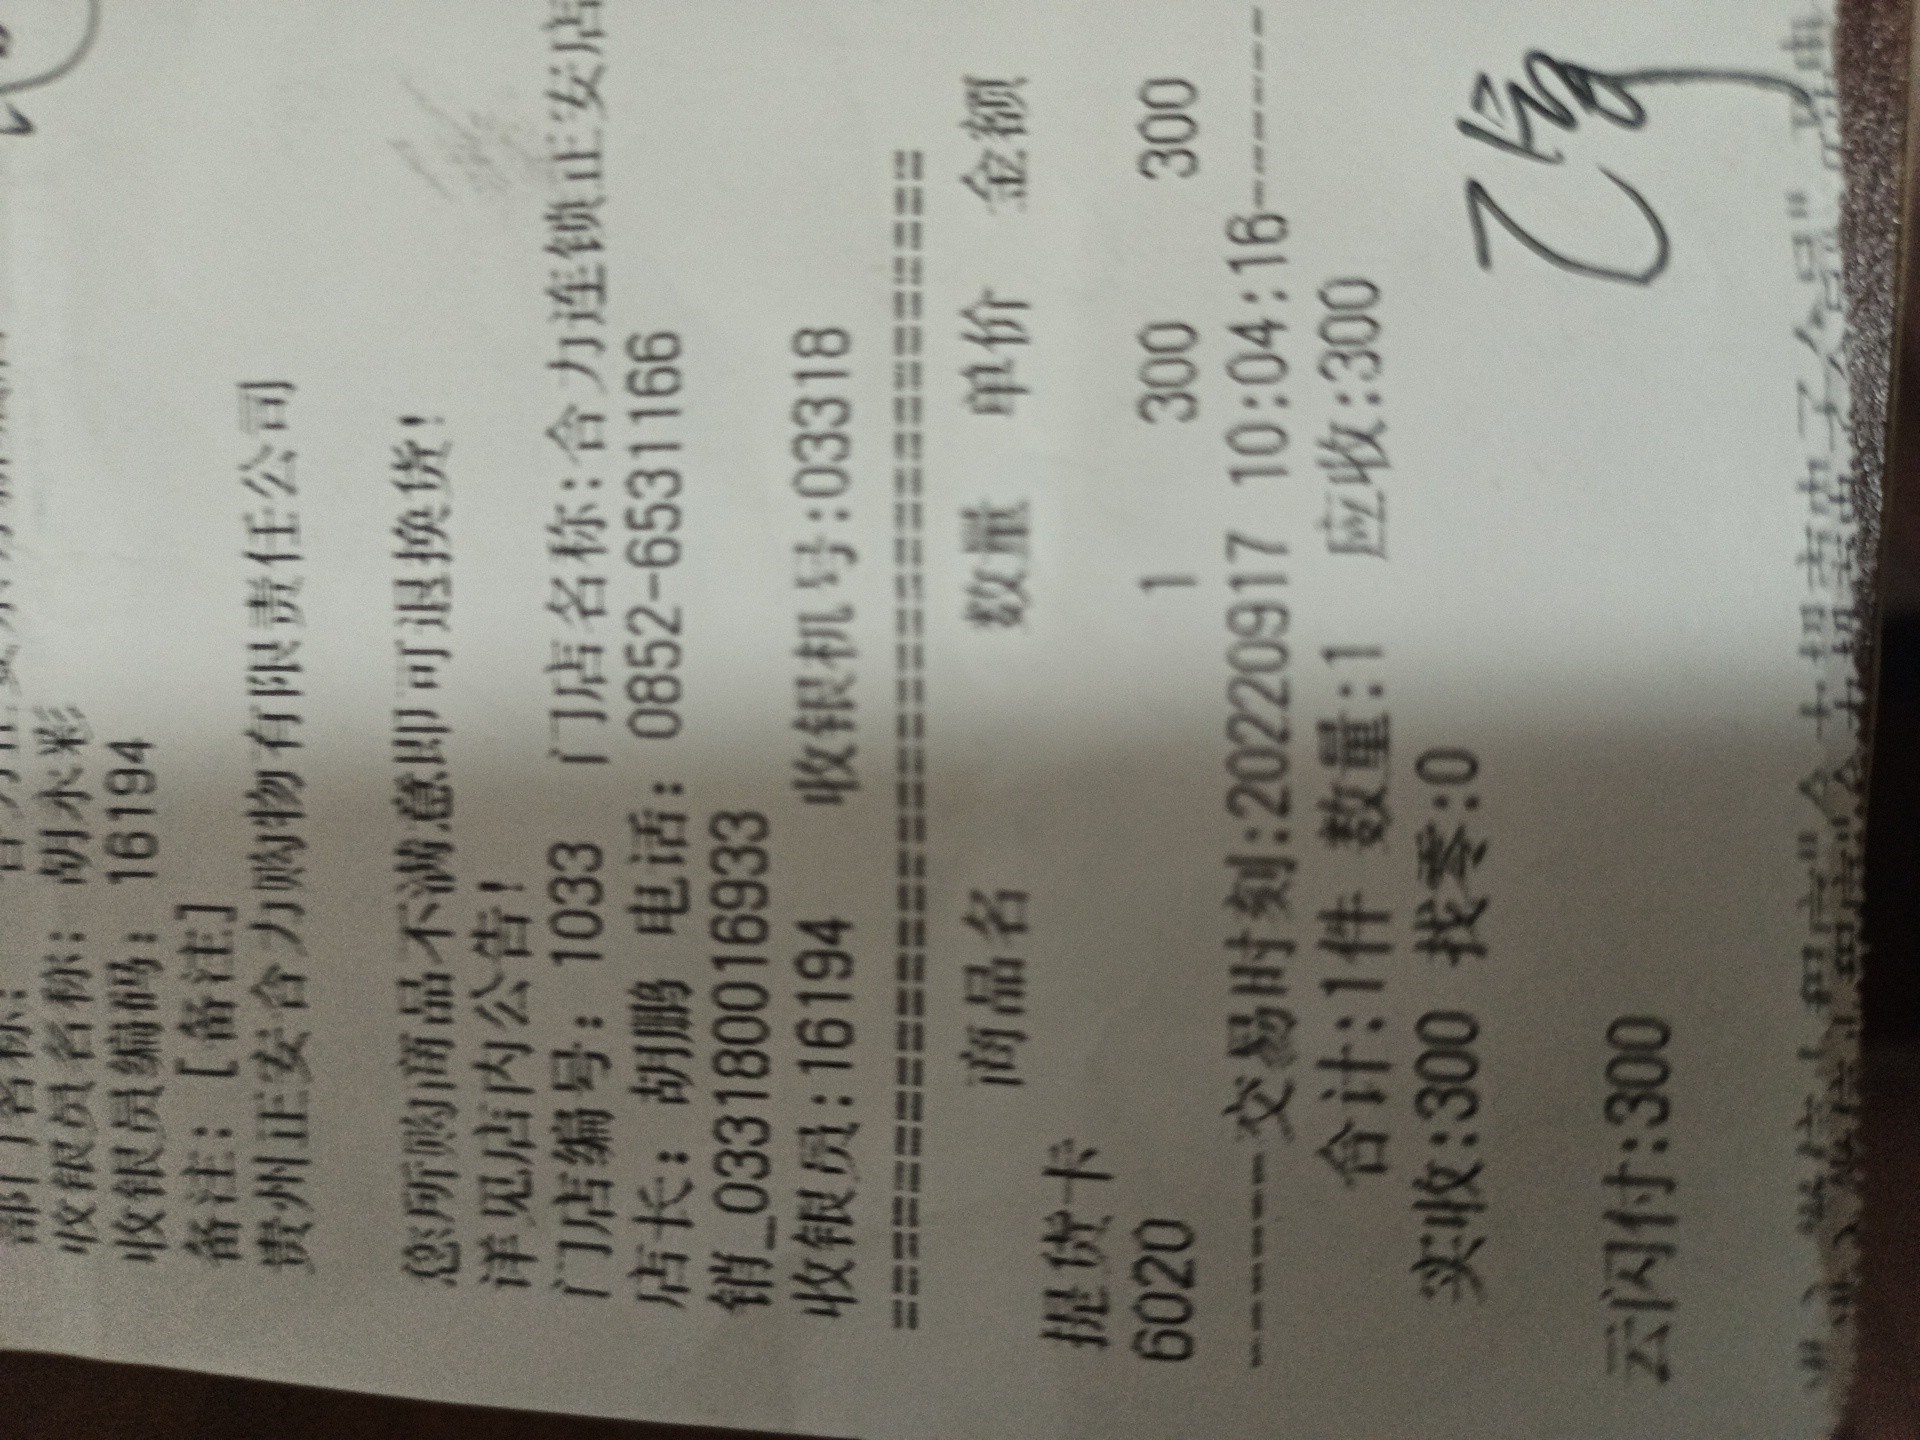 收银员名称： 胡水彩
收银员编码： 16194
备注：[备注]
贵州正安合力购物有限责任公司
您所购商品不满意即可退换货！
详见店内公告！
门店编号： 1033 门店名称：合力连锁正安店
店长： 胡鹏 电话： 0852-6531166
销_0331800016933
收银员：16194 收银机号：033318
==============================
商品名 数量 单价 金额
提货卡
6020 1 300 300
------交易时刻:20220917 10:04:16------
合计:1件 数量:1 应收:300
实收:300 找零:0
云闪付:300
已